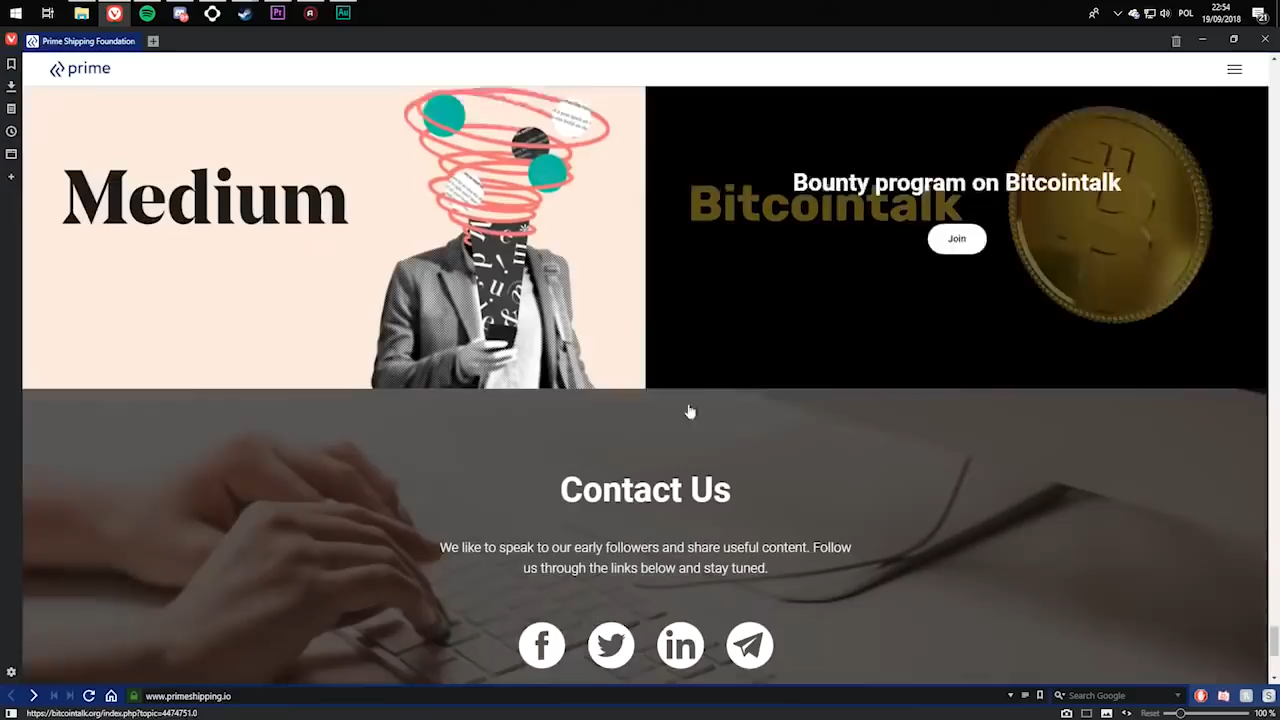 22:54
POL
19/09/2018
21
Prime Shipping Foundation
prime
Medium
Bitcointalk
Bounty program on Bitcointalk
Join
Contact Us
We like to speak to our early followers and share useful content. Follow
us through the links below and stay tuned.
www.primeshipping.io
Search Google
https://bitcointalk.org/index.php?topic=4474751.0
Reset
100 %